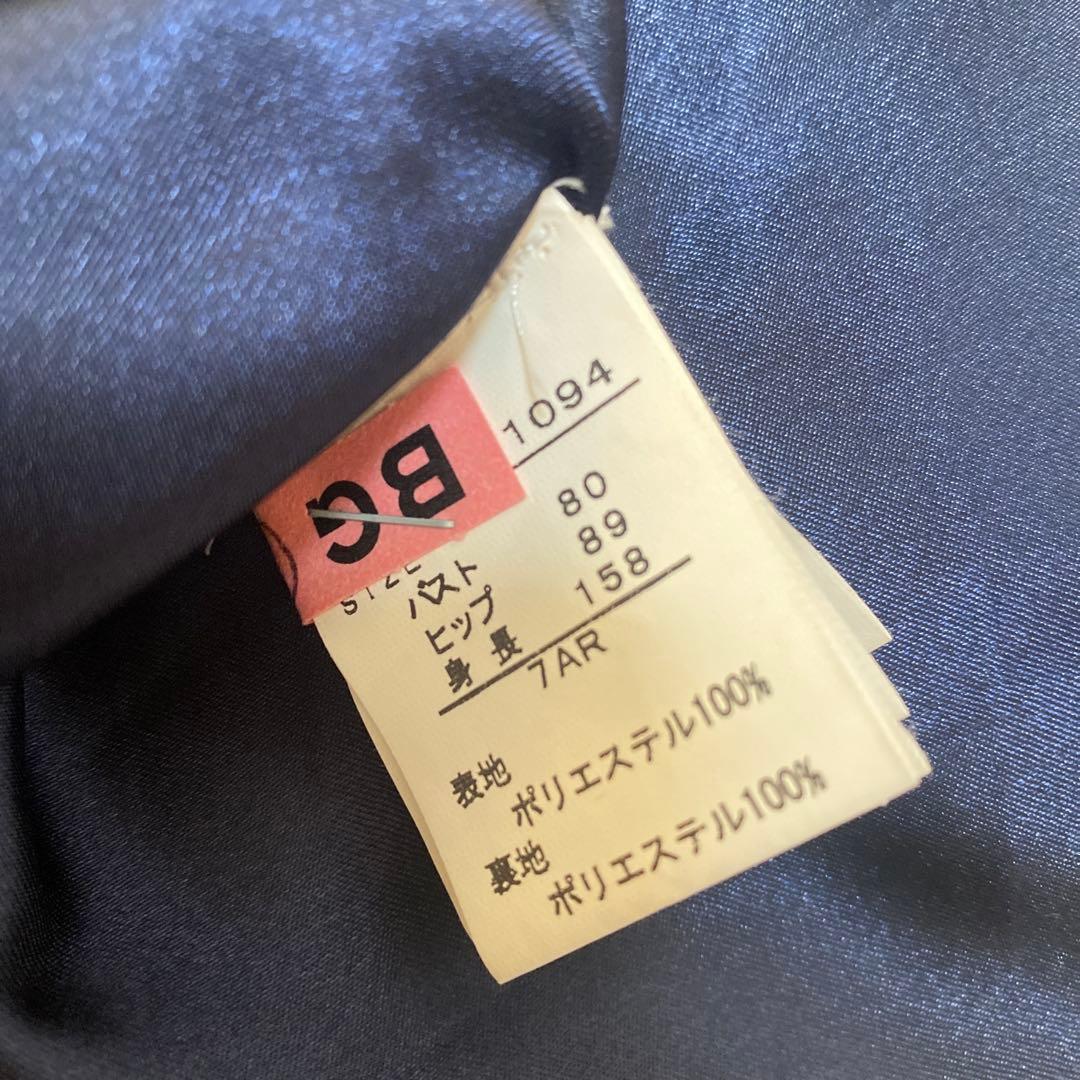 1094
BG
SIZE
バスト 80
ヒップ 89
身長 158
7AR
表地
ポリエステル100%
裏地
ポリエステル100%